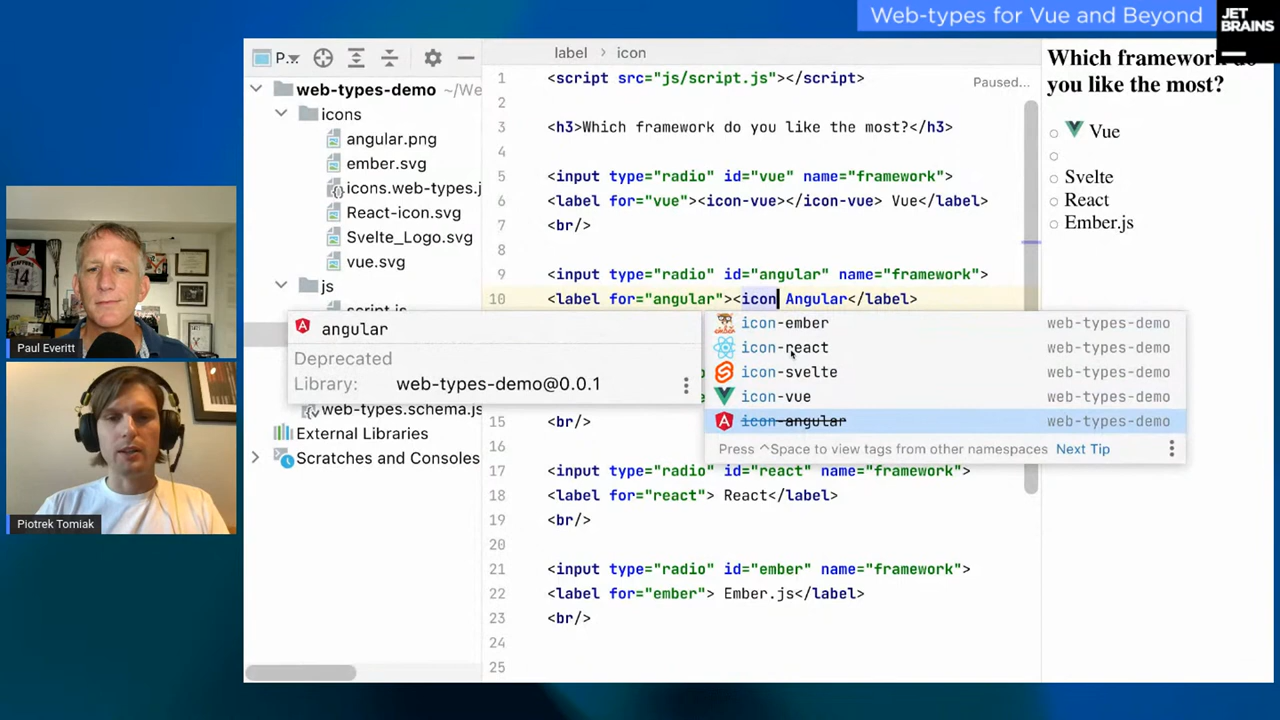 Web-types for Vue and Beyond
JET
BRAINS
P...
web-types-demo ~/We
icons
angular.png
ember.svg
icons.web-types.j
React-icon.svg
Svelte_Logo.svg
vue.svg
js
script.js
web-types.schema.js
External Libraries
Scratches and Consoles
label > icon
Paused...
1 <script src="js/script.js"></script>
2
3 <h3>Which framework do you like the most?</h3>
4
5 <input type="radio" id="vue" name="framework">
6 <label for="vue"><icon-vue></icon-vue> Vue</label>
7 <br/>
8
9 <input type="radio" id="angular" name="framework">
10 <label for="angular"><icon Angular</label>
angular
Deprecated
Library: web-types-demo@0.0.1
icon-ember web-types-demo
icon-react web-types-demo
icon-svelte web-types-demo
icon-vue web-types-demo
icon-angular web-types-demo
Press ^Space to view tags from other namespaces Next Tip
15 <br/>
16
17 <input type="radio" id="react" name="framework">
18 <label for="react"> React</label>
19 <br/>
20
21 <input type="radio" id="ember" name="framework">
22 <label for="ember"> Ember.js</label>
23 <br/>
24
25
Which framework do
you like the most?
Vue
Svelte
React
Ember.js
STAFFORDS
14
Paul Everitt
Piotrek Tomiak